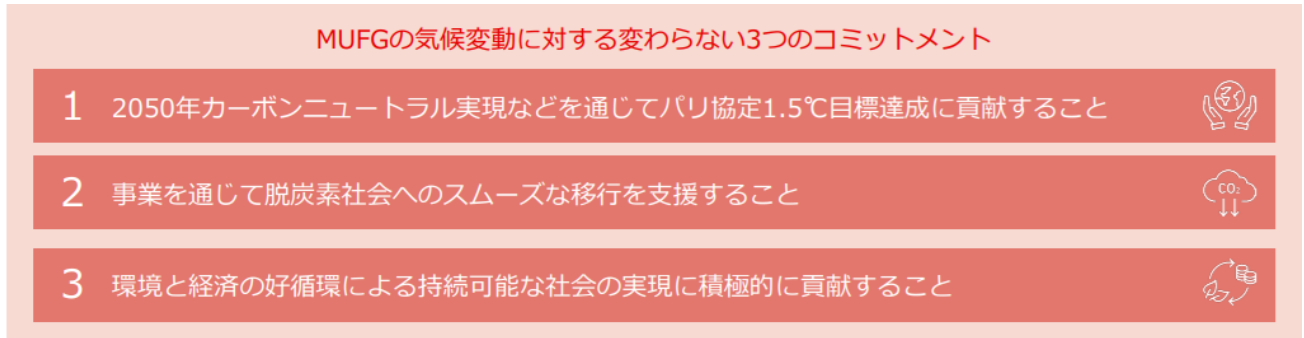 MUFGの気候変動に対する変わらない3つのコミットメント
1 2050年カーボンニュートラル実現などを通じてパリ協定1.5℃目標達成に貢献すること
2 事業を通じて脱炭素社会へのスムーズな移行を支援すること
CO₂
3 環境と経済の好循環による持続可能な社会の実現に積極的に貢献すること